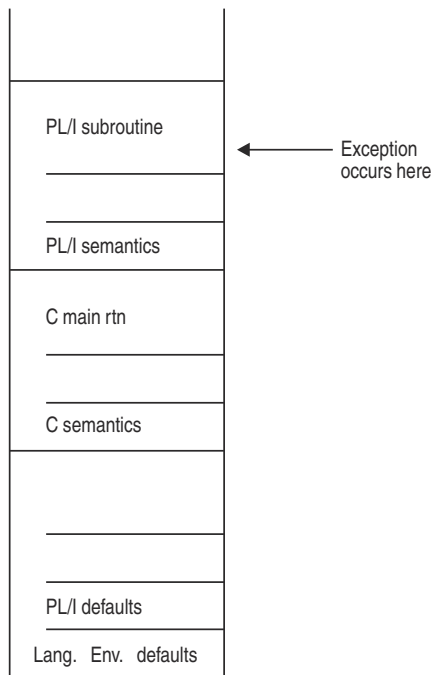 PL/I subroutine
Exception
occurs here
PL/I semantics
C main rtn
C semantics
PL/I defaults
Lang. Env. defaults